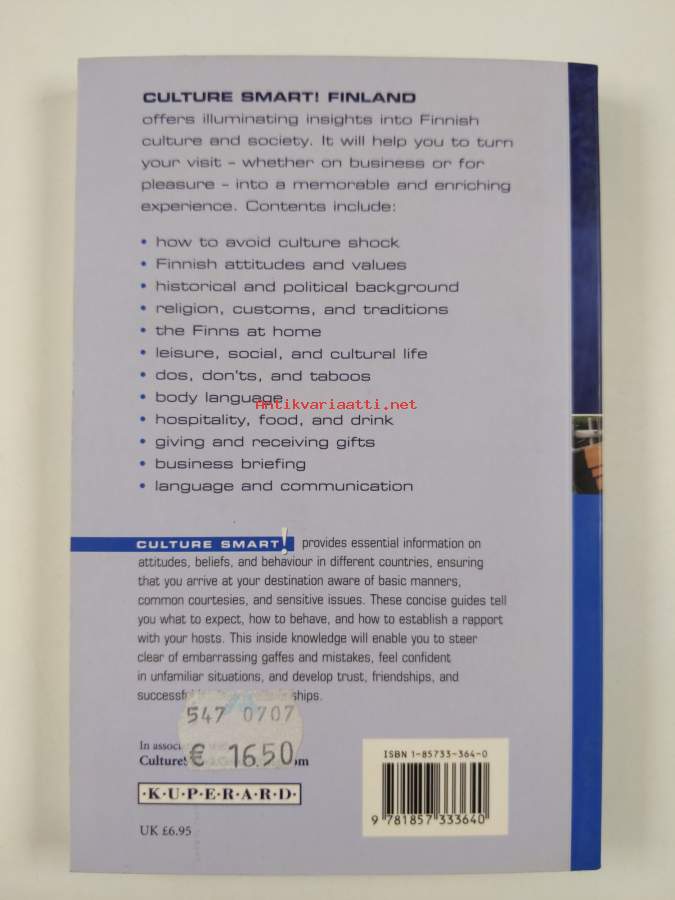 CULTURE SMART! FINLAND
offers illuminating insights into Finnish
culture and society. It will help you to turn
your visit – whether on business or for
pleasure – into a memorable and enriching
experience. Contents include:
• how to avoid culture shock
• Finnish attitudes and values
• historical and political background
• religion, customs, and traditions
• the Finns at home
• leisure, social, and cultural life
• dos, don'ts, and taboos
• body language
Antikvariaatti.net
• hospitality, food, and drink
• giving and receiving gifts
• business briefing
• language and communication
CULTURE SMART! provides essential information on
attitudes, beliefs, and behaviour in different countries, ensuring
that you arrive at your destination aware of basic manners,
common courtesies, and sensitive issues. These concise guides tell
you what to expect, how to behave, and how to establish a rapport
with your hosts. This inside knowledge will enable you to steer
clear of embarrassing gaffes and mistakes, feel confident
in unfamiliar situations, and develop trust, friendships, and
547 0707
€ 16.50
In
·K·U·P·E·R·A·R·D·
UK £6.95
ISBN 1-85733-364-0
9 781857 333640